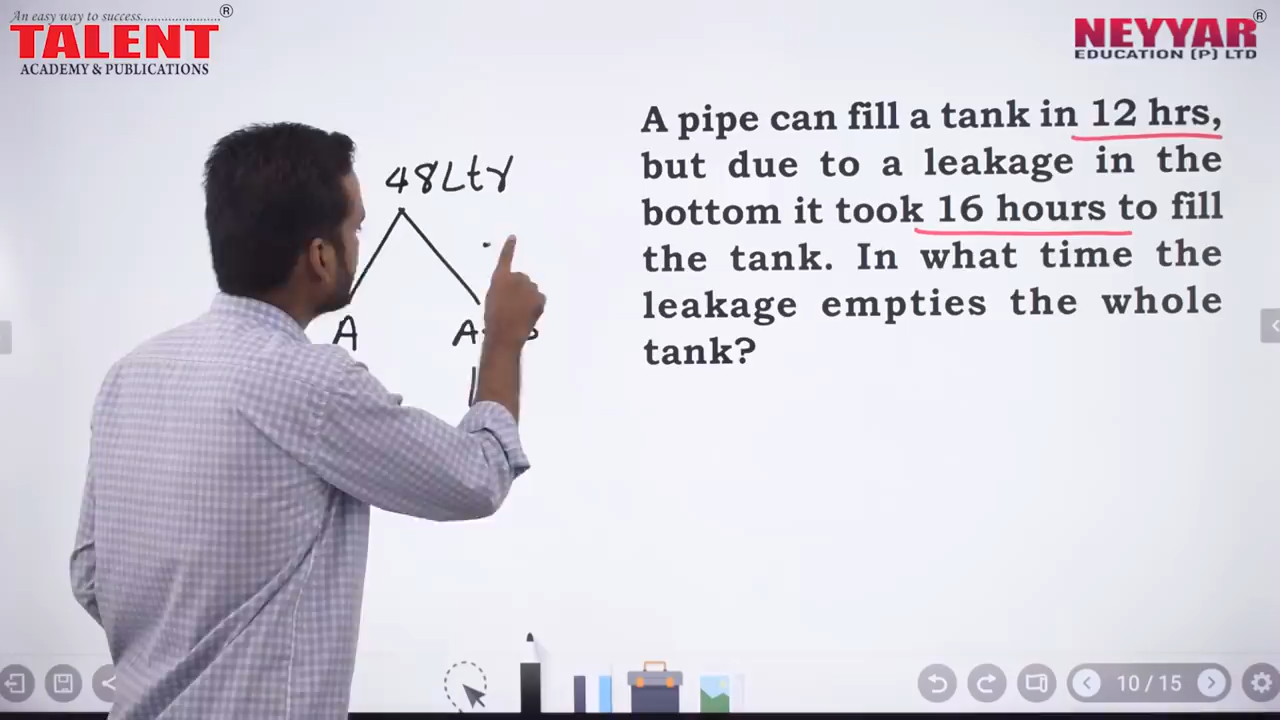 An easy way to success......................
TALENT
ACADEMY & PUBLICATIONS
®
NEYYAR
EDUCATION (P) LTD
®
A pipe can fill a tank in 12 hrs,
but due to a leakage in the
bottom it took 16 hours to fill
the tank. In what time the
leakage empties the whole
tank?
48Ltr
A
A
10/15